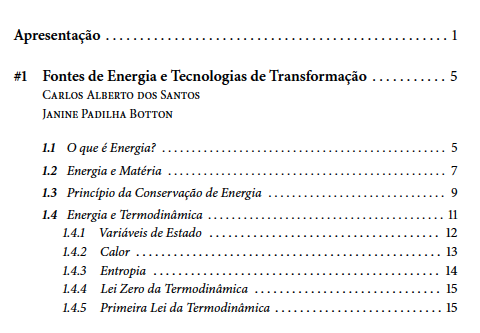 Apresentação . . . . . . . . . . . . . . . . . . . . . . . . . . . . . . . . . . . . . . . . . . . . . . . . . . 1
#1 Fontes de Energia e Tecnologias de Transformação . . . . . . . . . . . 5
Carlos Alberto dos Santos
Janine Padilha Botton
1.1 O que é Energia? . . . . . . . . . . . . . . . . . . . . . . . . . . . . . . . . . . . . . . . . . 5
1.2 Energia e Matéria . . . . . . . . . . . . . . . . . . . . . . . . . . . . . . . . . . . . . . . . 7
1.3 Princípio da Conservação de Energia . . . . . . . . . . . . . . . . . . . . . . . . . . 9
1.4 Energia e Termodinâmica . . . . . . . . . . . . . . . . . . . . . . . . . . . . . . . . . . 11
1.4.1 Variáveis de Estado . . . . . . . . . . . . . . . . . . . . . . . . . . . . . . . . . . 12
1.4.2 Calor . . . . . . . . . . . . . . . . . . . . . . . . . . . . . . . . . . . . . . . . . . . . 13
1.4.3 Entropia . . . . . . . . . . . . . . . . . . . . . . . . . . . . . . . . . . . . . . . . . 14
1.4.4 Lei Zero da Termodinâmica . . . . . . . . . . . . . . . . . . . . . . . . . . . 15
1.4.5 Primeira Lei da Termodinâmica . . . . . . . . . . . . . . . . . . . . . . . . 15